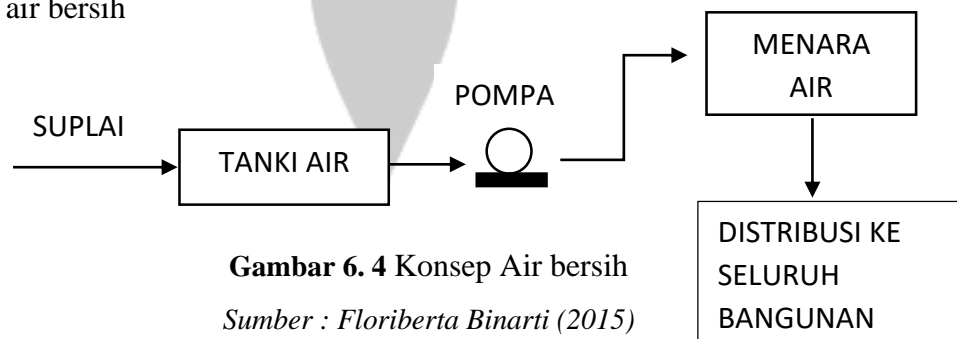 air bersih
SUPLAI
TANKI AIR
POMPA
MENARA
AIR
DISTRIBUSI KE
SELURUH
BANGUNAN
Gambar 6. 4 Konsep Air bersih
Sumber : Floriberta Binarti (2015)